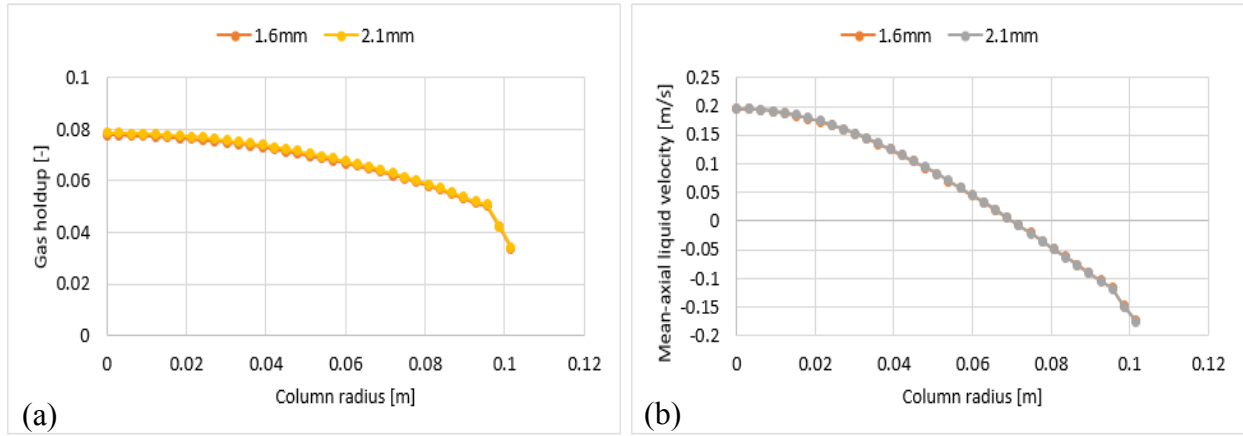 1.6mm 2.1mm
0.1
0.08
0.06
0.04
0.02
0
Gas holdup [-]
0 0.02 0.04 0.06 0.08 0.1 0.12
Column radius [m]
(a)
1.6mm 2.1mm
0.25
0.2
0.15
0.1
0.05
0
-0.05
-0.1
-0.15
-0.2
Mean-axial liquid velocity [m/s]
0 0.02 0.04 0.06 0.08 0.1 0.12
Column radius [m]
(b)